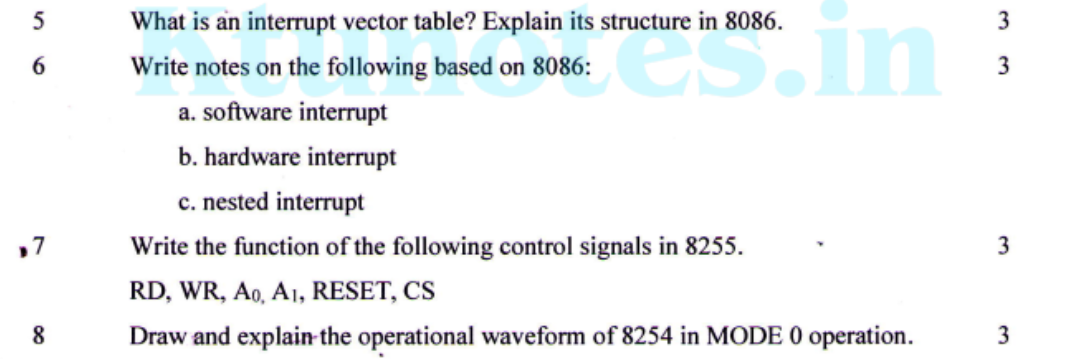 Ktunotes.in
5 What is an interrupt vector table? Explain its structure in 8086. 3
6 Write notes on the following based on 8086: 3
a. software interrupt
b. hardware interrupt
c. nested interrupt
7 Write the function of the following control signals in 8255. 3
RD, WR, A0, A1, RESET, CS
8 Draw and explain the operational waveform of 8254 in MODE 0 operation. 3